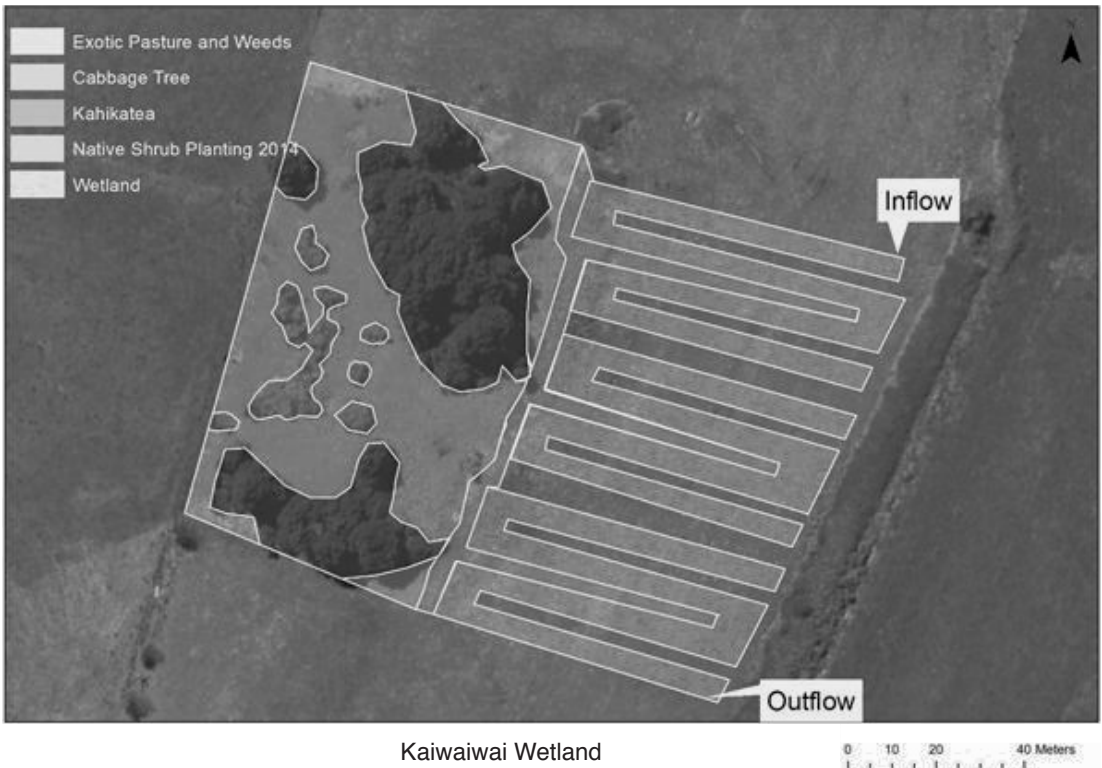 Exotic Pasture and Weeds
Cabbage Tree
Kahikatea
Native Shrub Planting 2014
Wetland
Inflow
Outflow
Kaiwaiwai Wetland
0 10 20 40 Meters